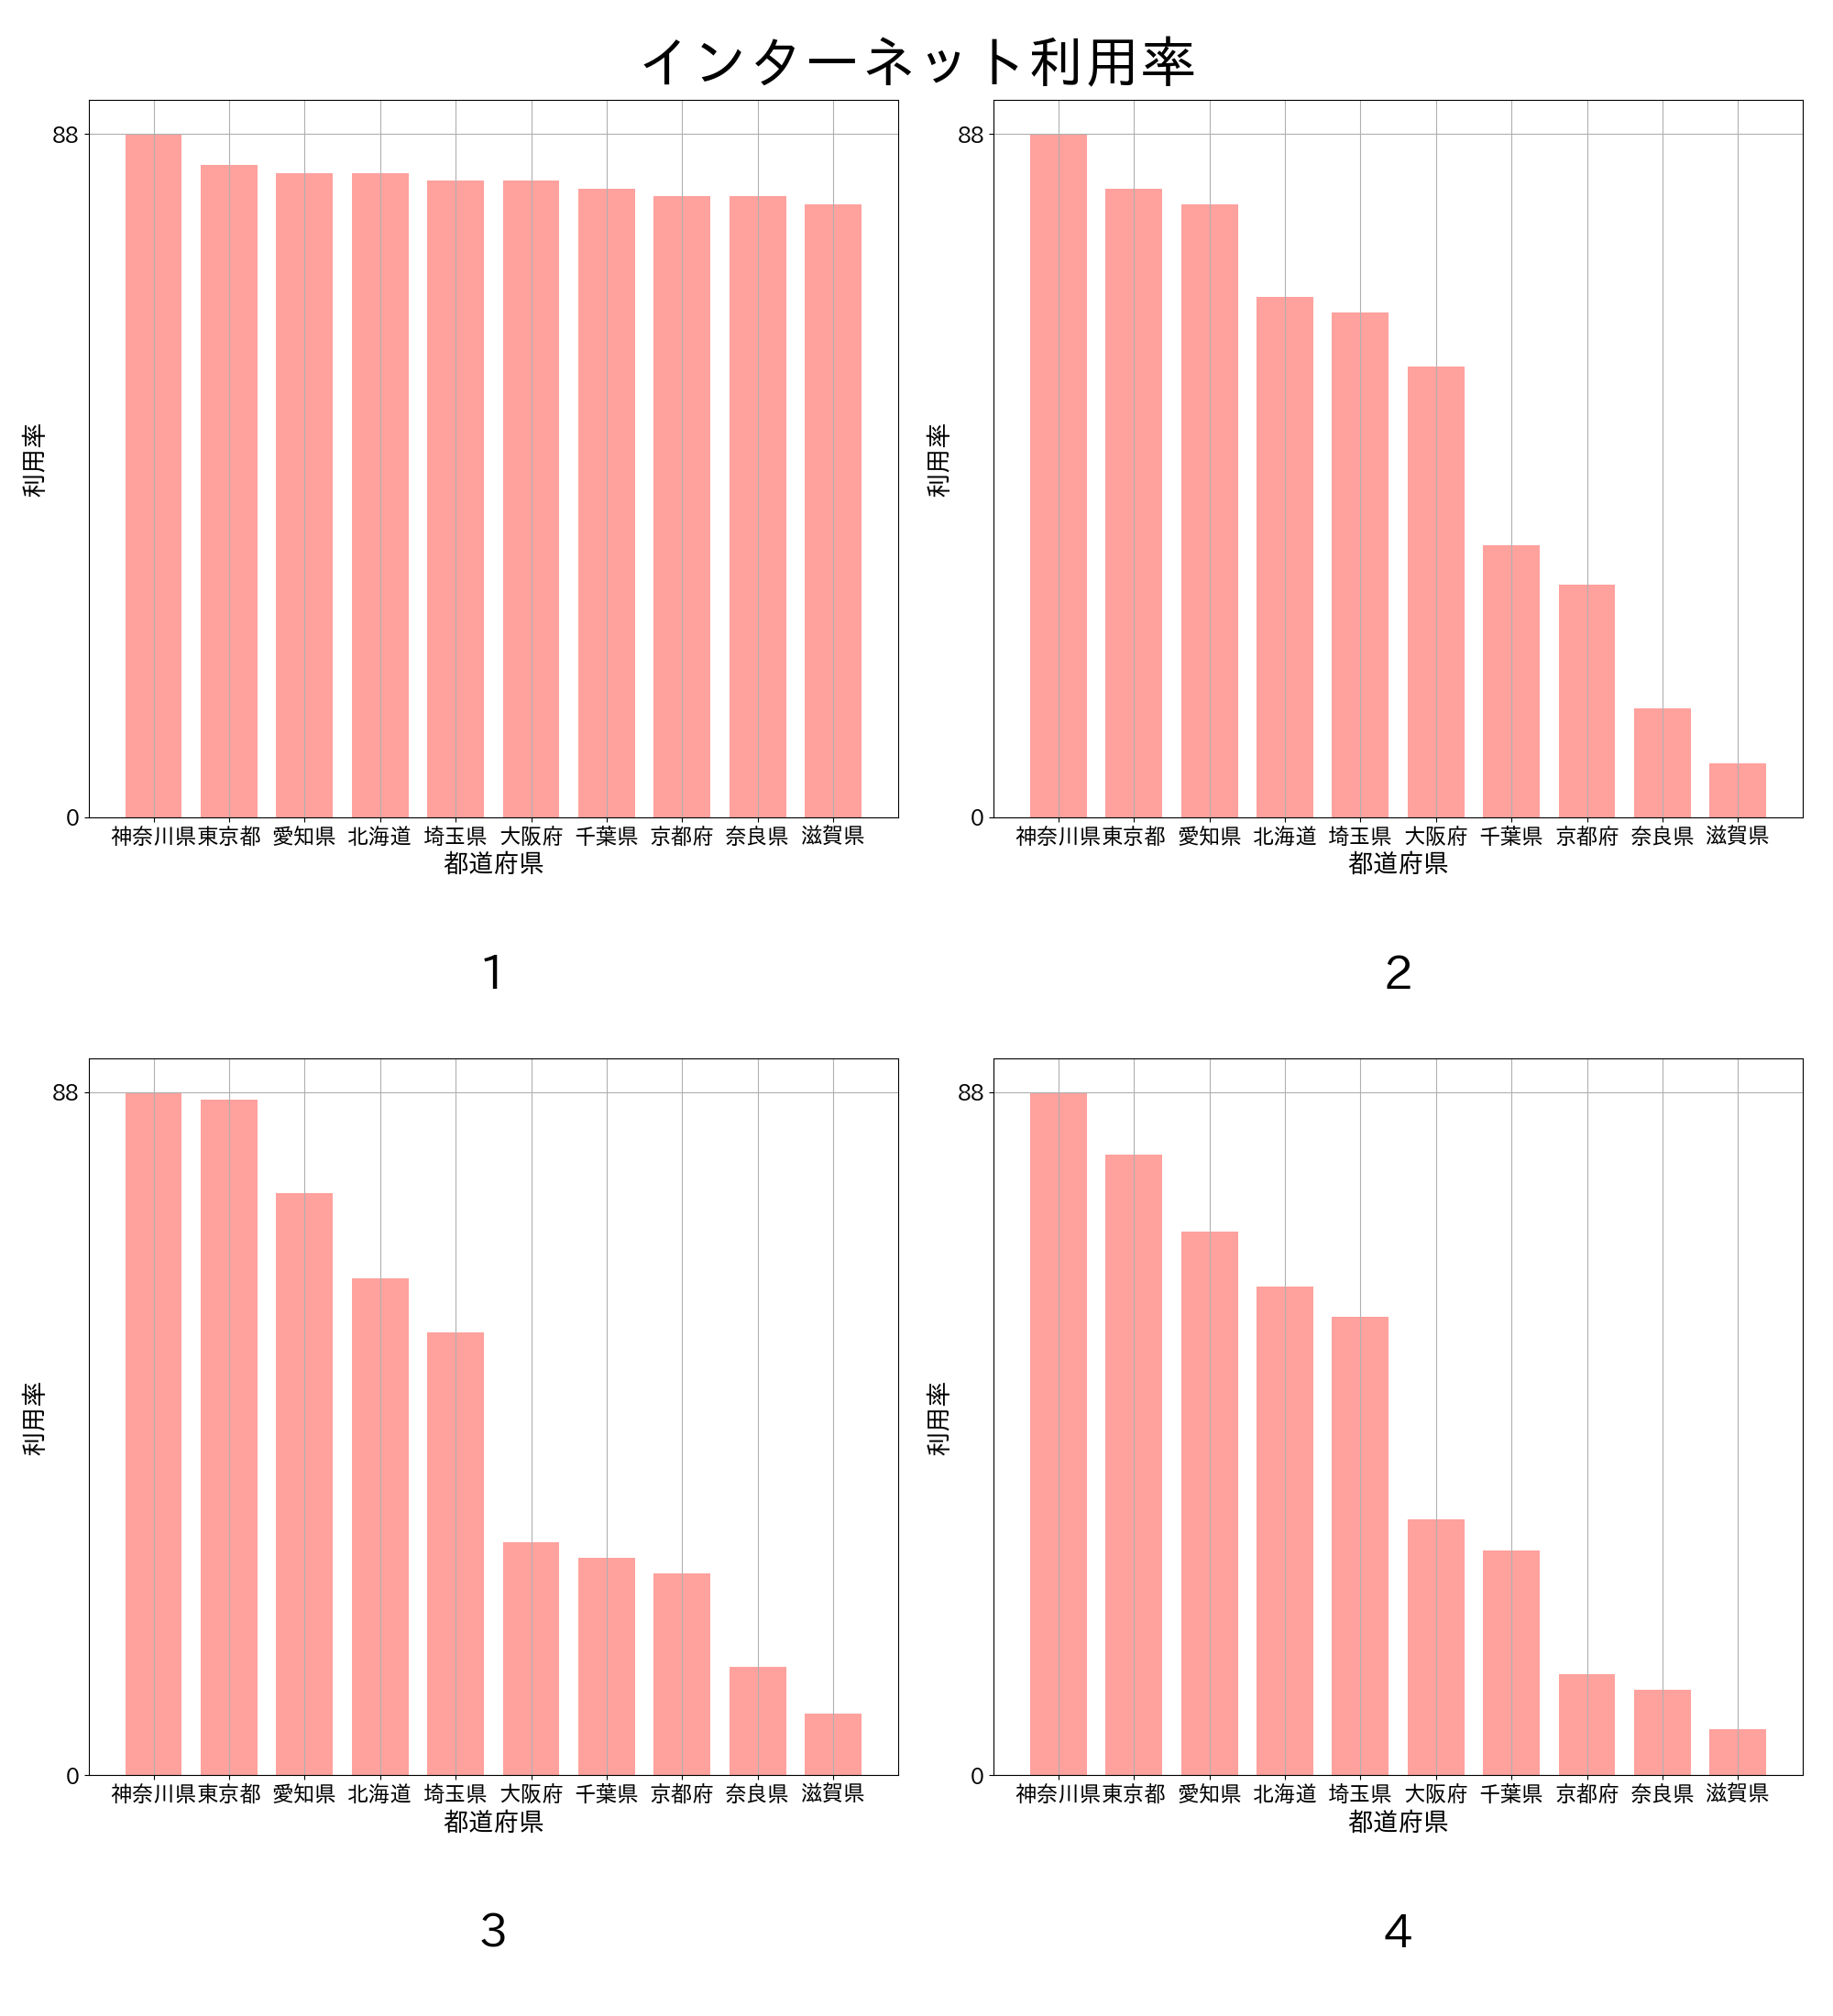 インターネット利用率
88
0
利用率
神奈川県 東京都 愛知県 北海道 埼玉県 大阪府 千葉県 京都府 奈良県 滋賀県
都道府県
1
88
0
利用率
神奈川県 東京都 愛知県 北海道 埼玉県 大阪府 千葉県 京都府 奈良県 滋賀県
都道府県
2
88
0
利用率
神奈川県 東京都 愛知県 北海道 埼玉県 大阪府 千葉県 京都府 奈良県 滋賀県
都道府県
3
88
0
利用率
神奈川県 東京都 愛知県 北海道 埼玉県 大阪府 千葉県 京都府 奈良県 滋賀県
都道府県
4